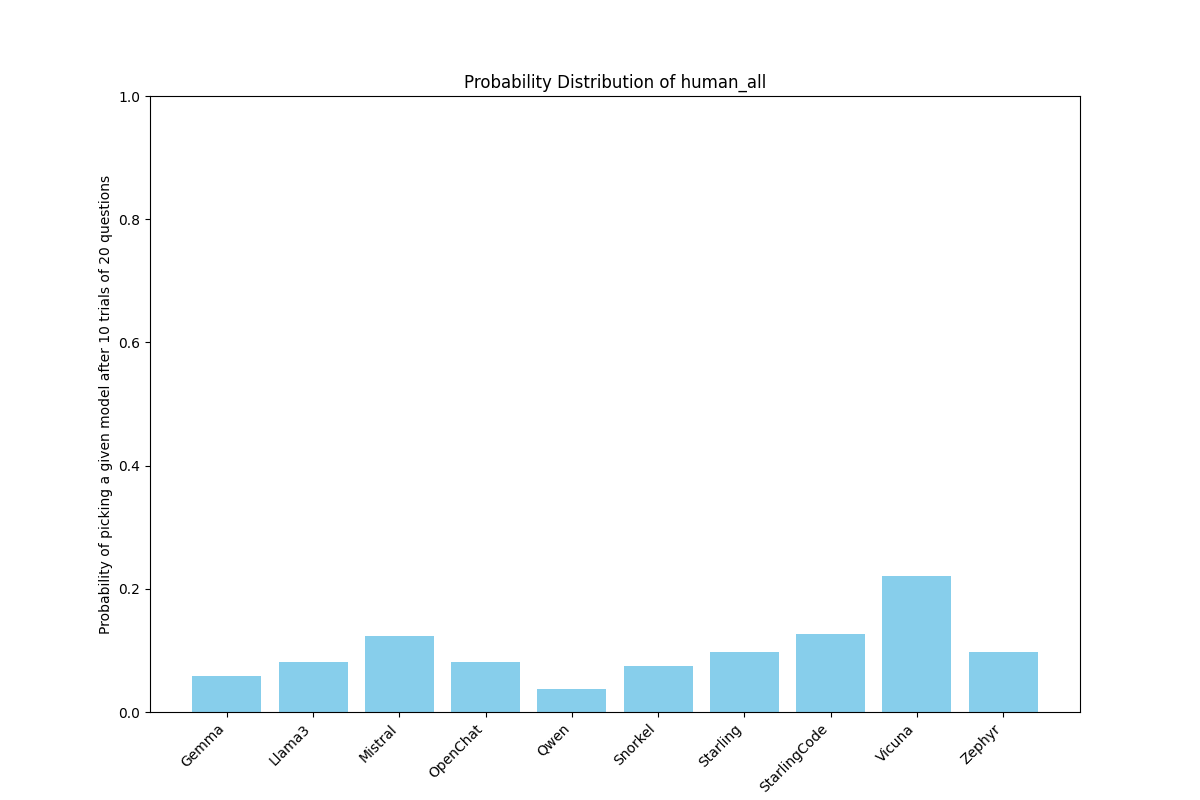 Probability Distribution of human_all
Probability of picking a given model after 10 trials of 20 questions
1.0
0.8
0.6
0.4
0.2
0.0
Gemma
Llama3
Mistral
OpenChat
Qwen
Snorkel
Starling
StarlingCode
Vicuna
Zephyr